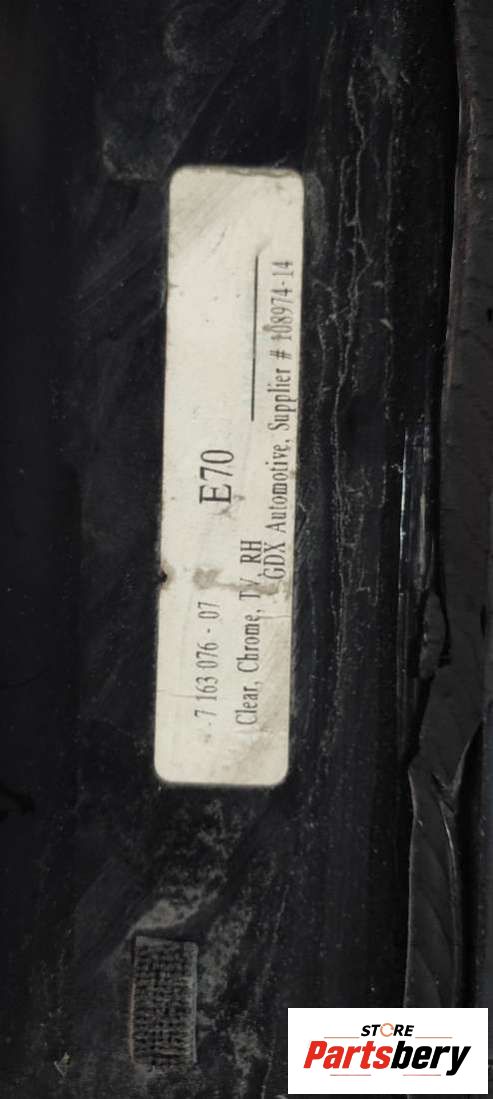 7 163 076 - 07
E70
Clear, Chrome, TV, RH
GDX Automotive, Supplier # 108974-14
STORE
Partsbery